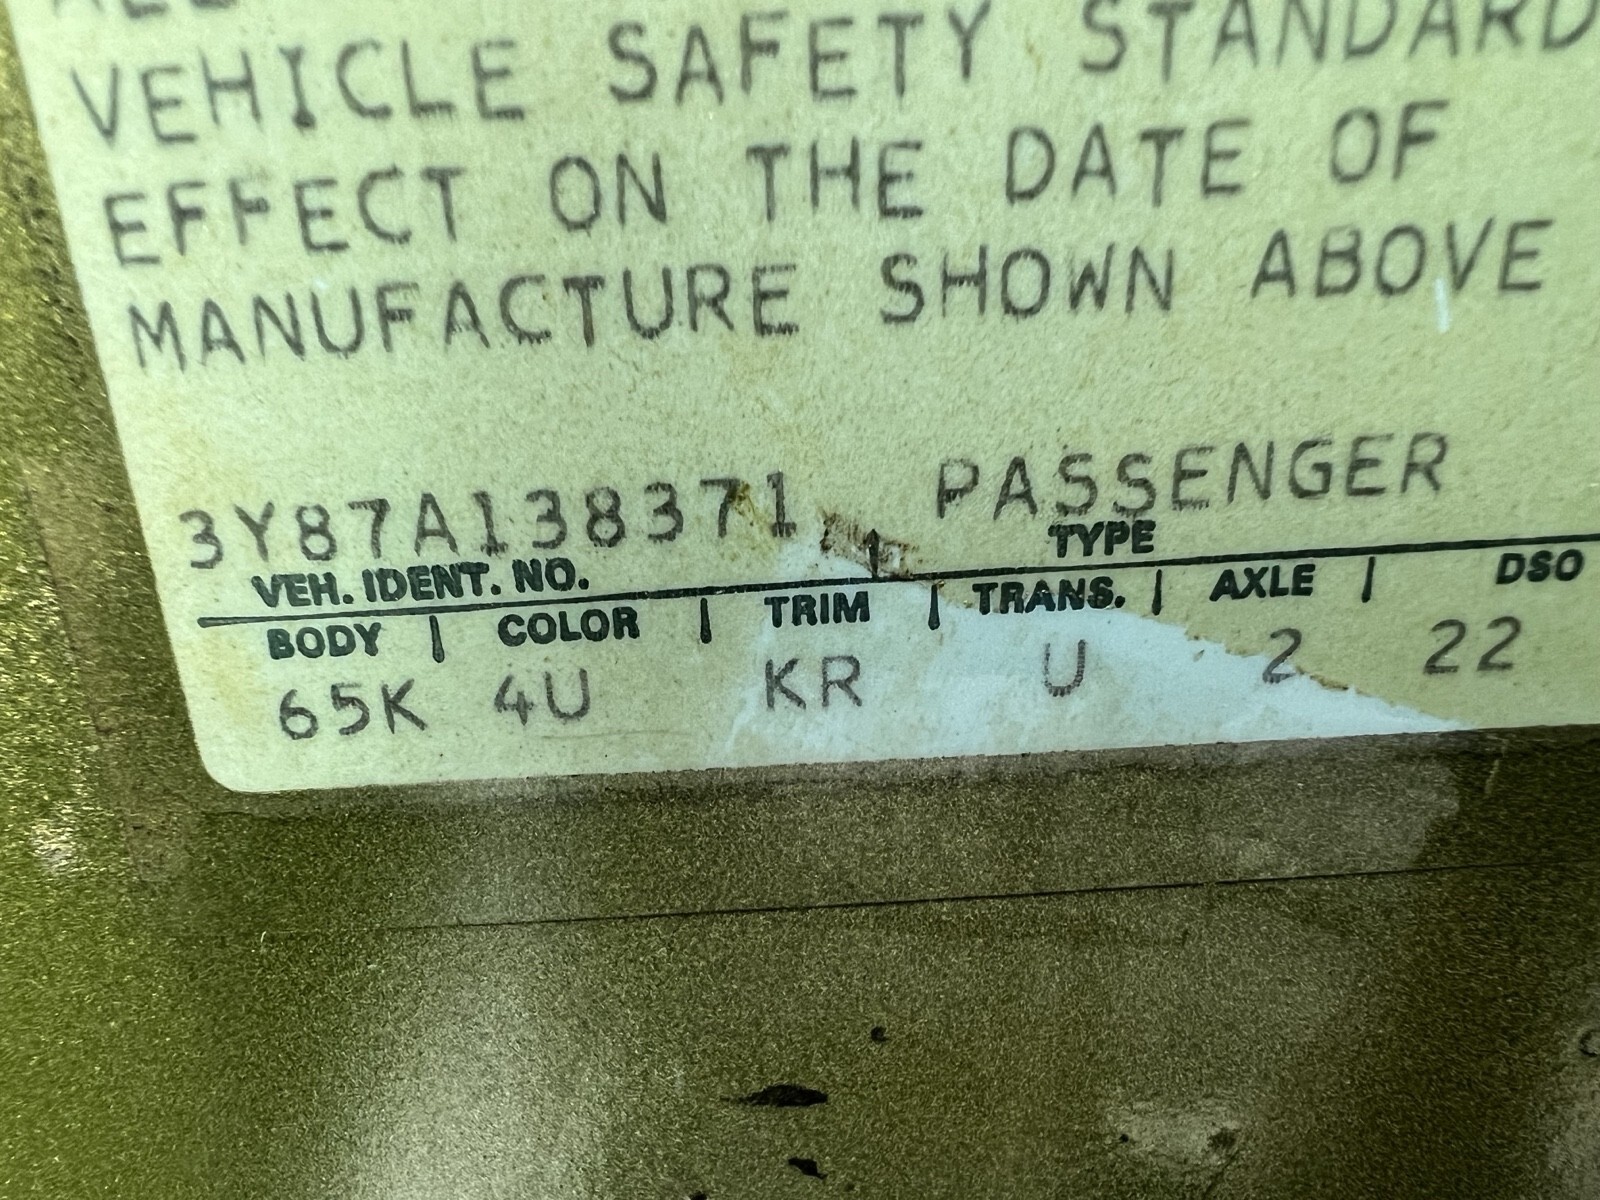 VEHICLE SAFETY STANDARD
EFFECT ON THE DATE OF
MANUFACTURE SHOWN ABOVE
3Y87A138371 PASSENGER
VEH. IDENT. NO. TYPE
BODY | COLOR | TRIM | TRANS. | AXLE | DSO
65K 4U KR U 2 22